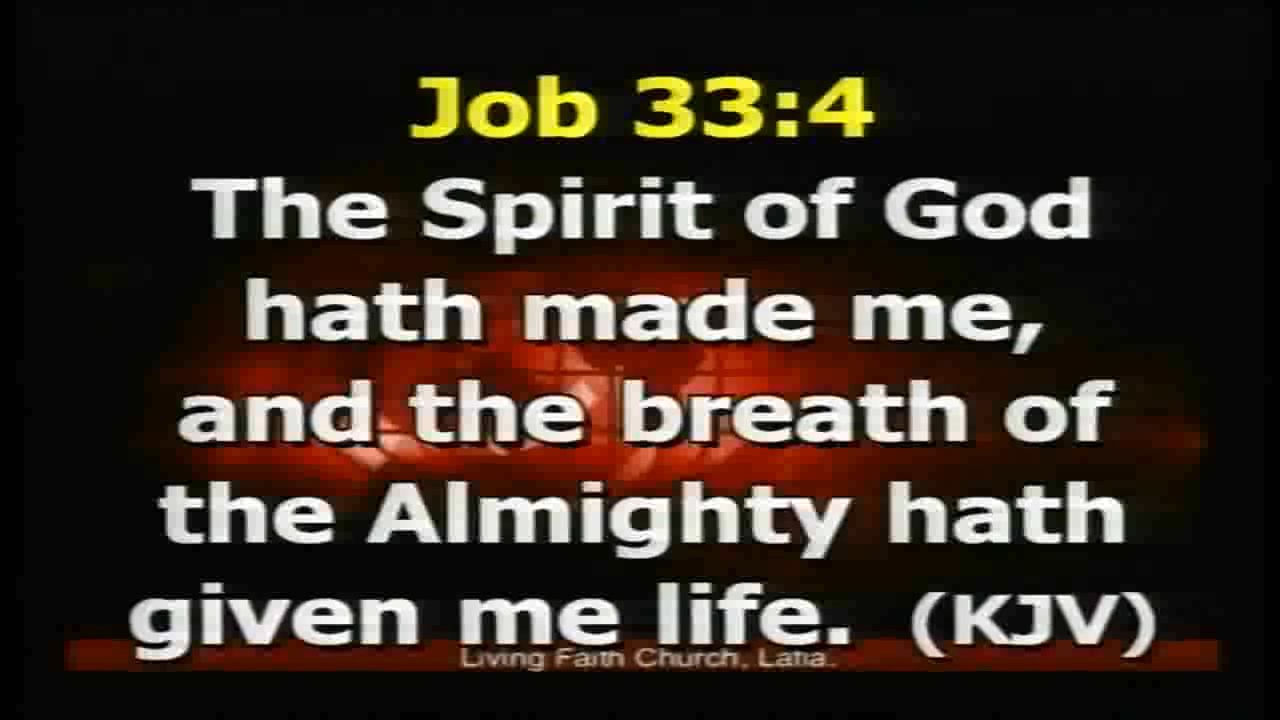 Job 33:4
The Spirit of God
hath made me,
and the breath of
the Almighty hath
given me life. (KJV)
Living Faith Church, Lafia.